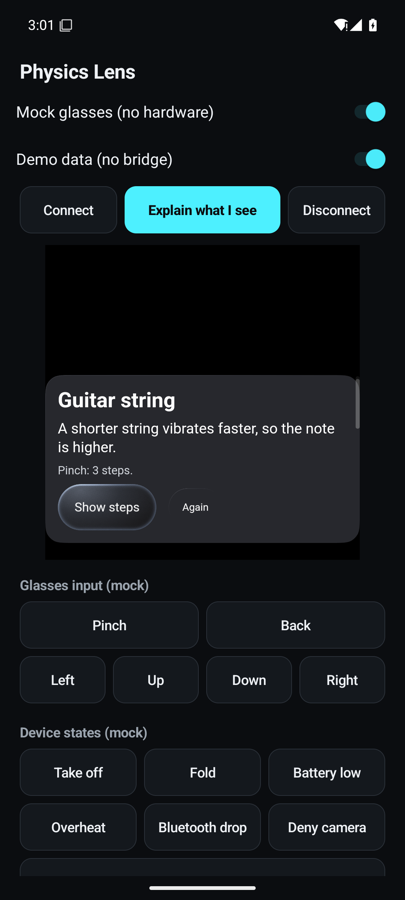 3:01
Physics Lens
Mock glasses (no hardware)
Demo data (no bridge)
Connect
Explain what I see
Disconnect
Guitar string
A shorter string vibrates faster, so the note
is higher.
Pinch: 3 steps.
Show steps
Again
Glasses input (mock)
Pinch
Back
Left
Up
Down
Right
Device states (mock)
Take off
Fold
Battery low
Overheat
Bluetooth drop
Deny camera